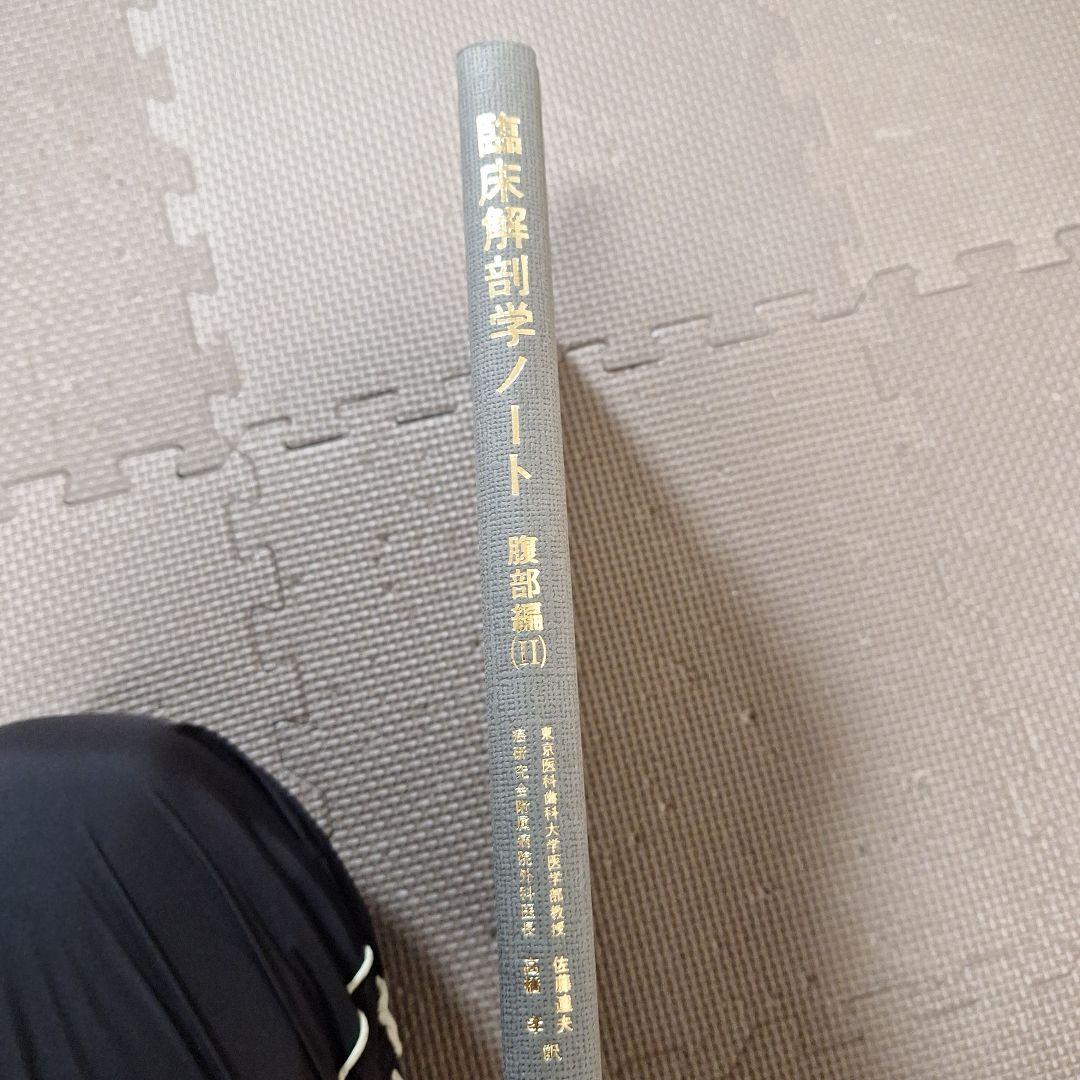 臨床解剖学ノート 腹部編(II)
東京医科歯科大学医学部教授 佐藤達夫
癌研究会附属病院外科医長 高橋 孝 訳